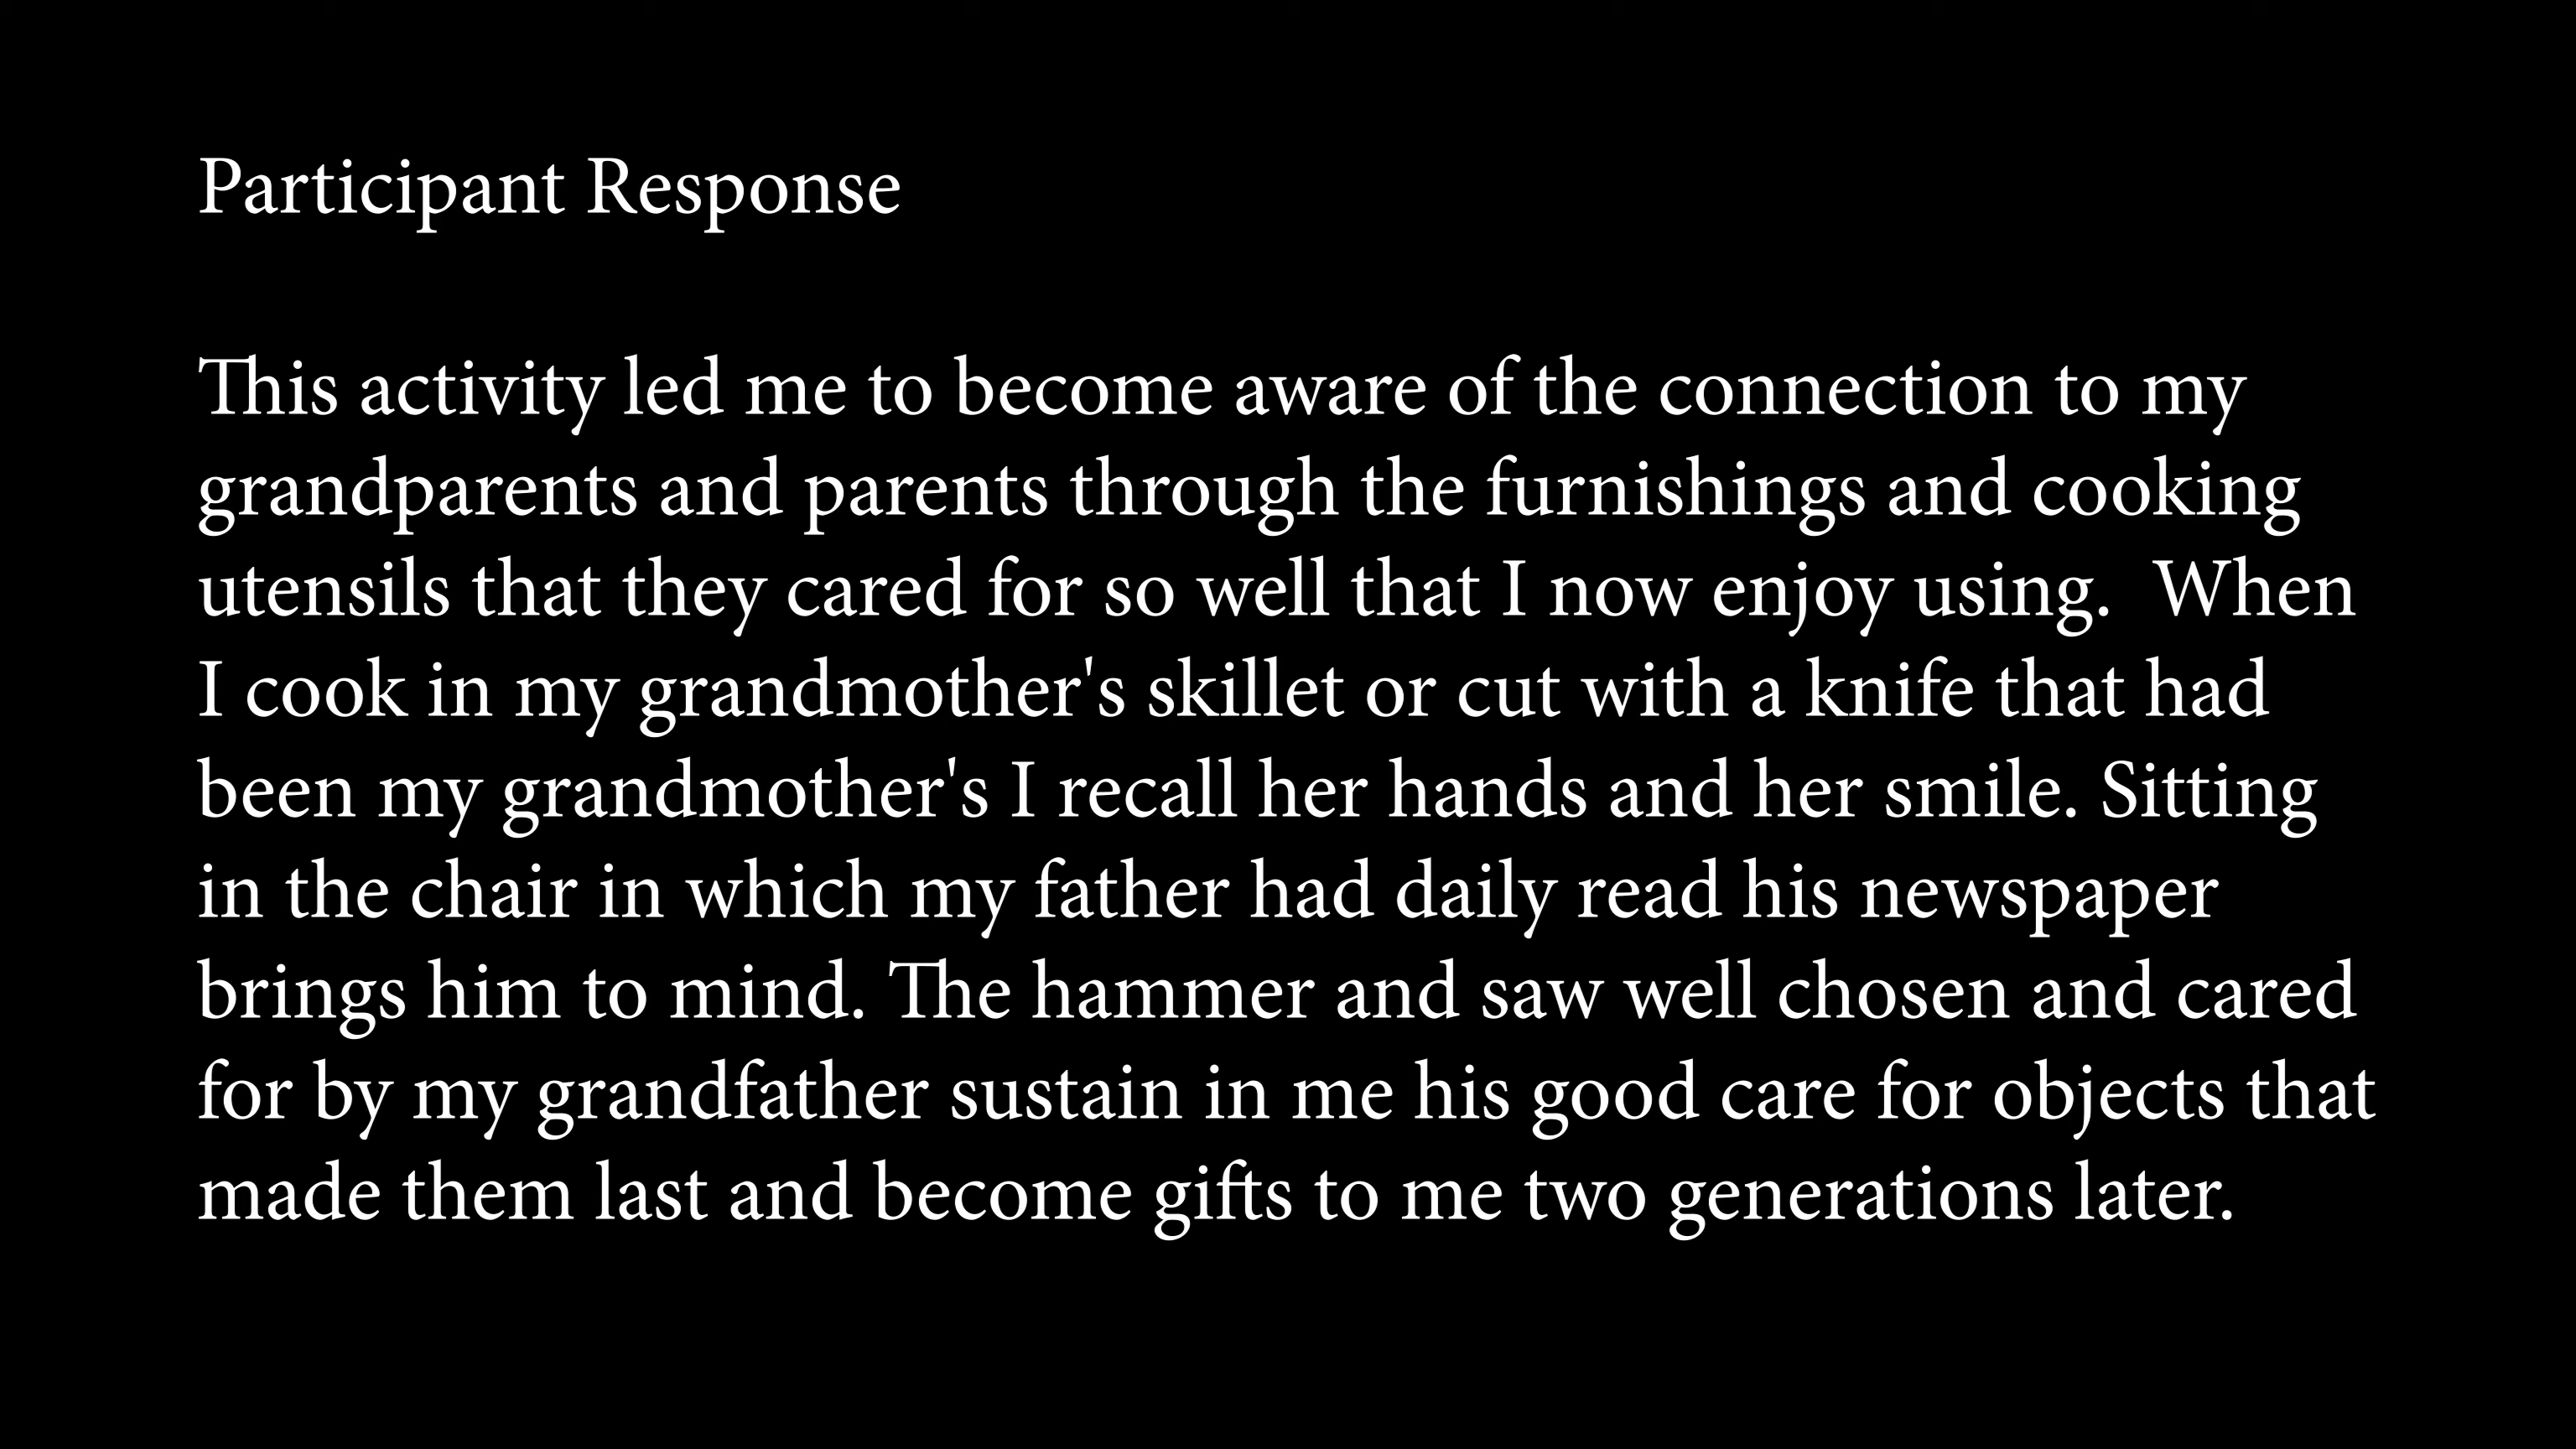 Participant Response
This activity led me to become aware of the connection to my
grandparents and parents through the furnishings and cooking
utensils that they cared for so well that I now enjoy using.  When
I cook in my grandmother's skillet or cut with a knife that had
been my grandmother's I recall her hands and her smile. Sitting
in the chair in which my father had daily read his newspaper
brings him to mind. The hammer and saw well chosen and cared
for by my grandfather sustain in me his good care for objects that
made them last and become gifts to me two generations later.